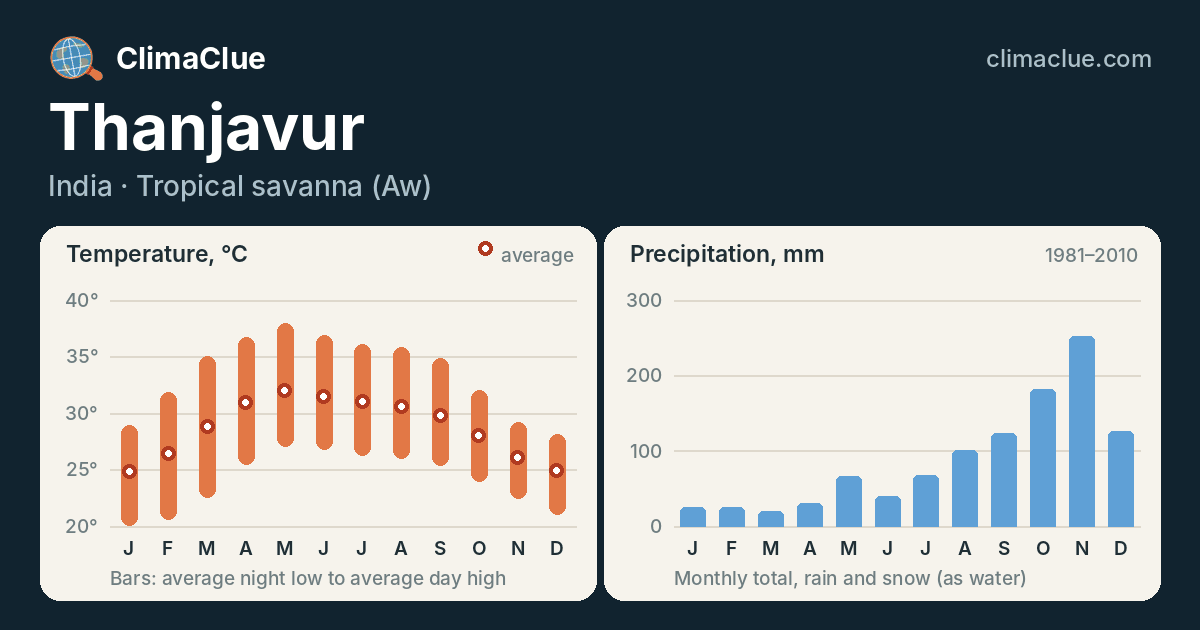 ClimaClue
climaclue.com
Thanjavur
India · Tropical savanna (Aw)
Temperature, °C
average
40°
35°
30°
25°
20°
J F M A M J J A S O N D
Bars: average night low to average day high
Precipitation, mm
1981–2010
300
200
100
0
J F M A M J J A S O N D
Monthly total, rain and snow (as water)